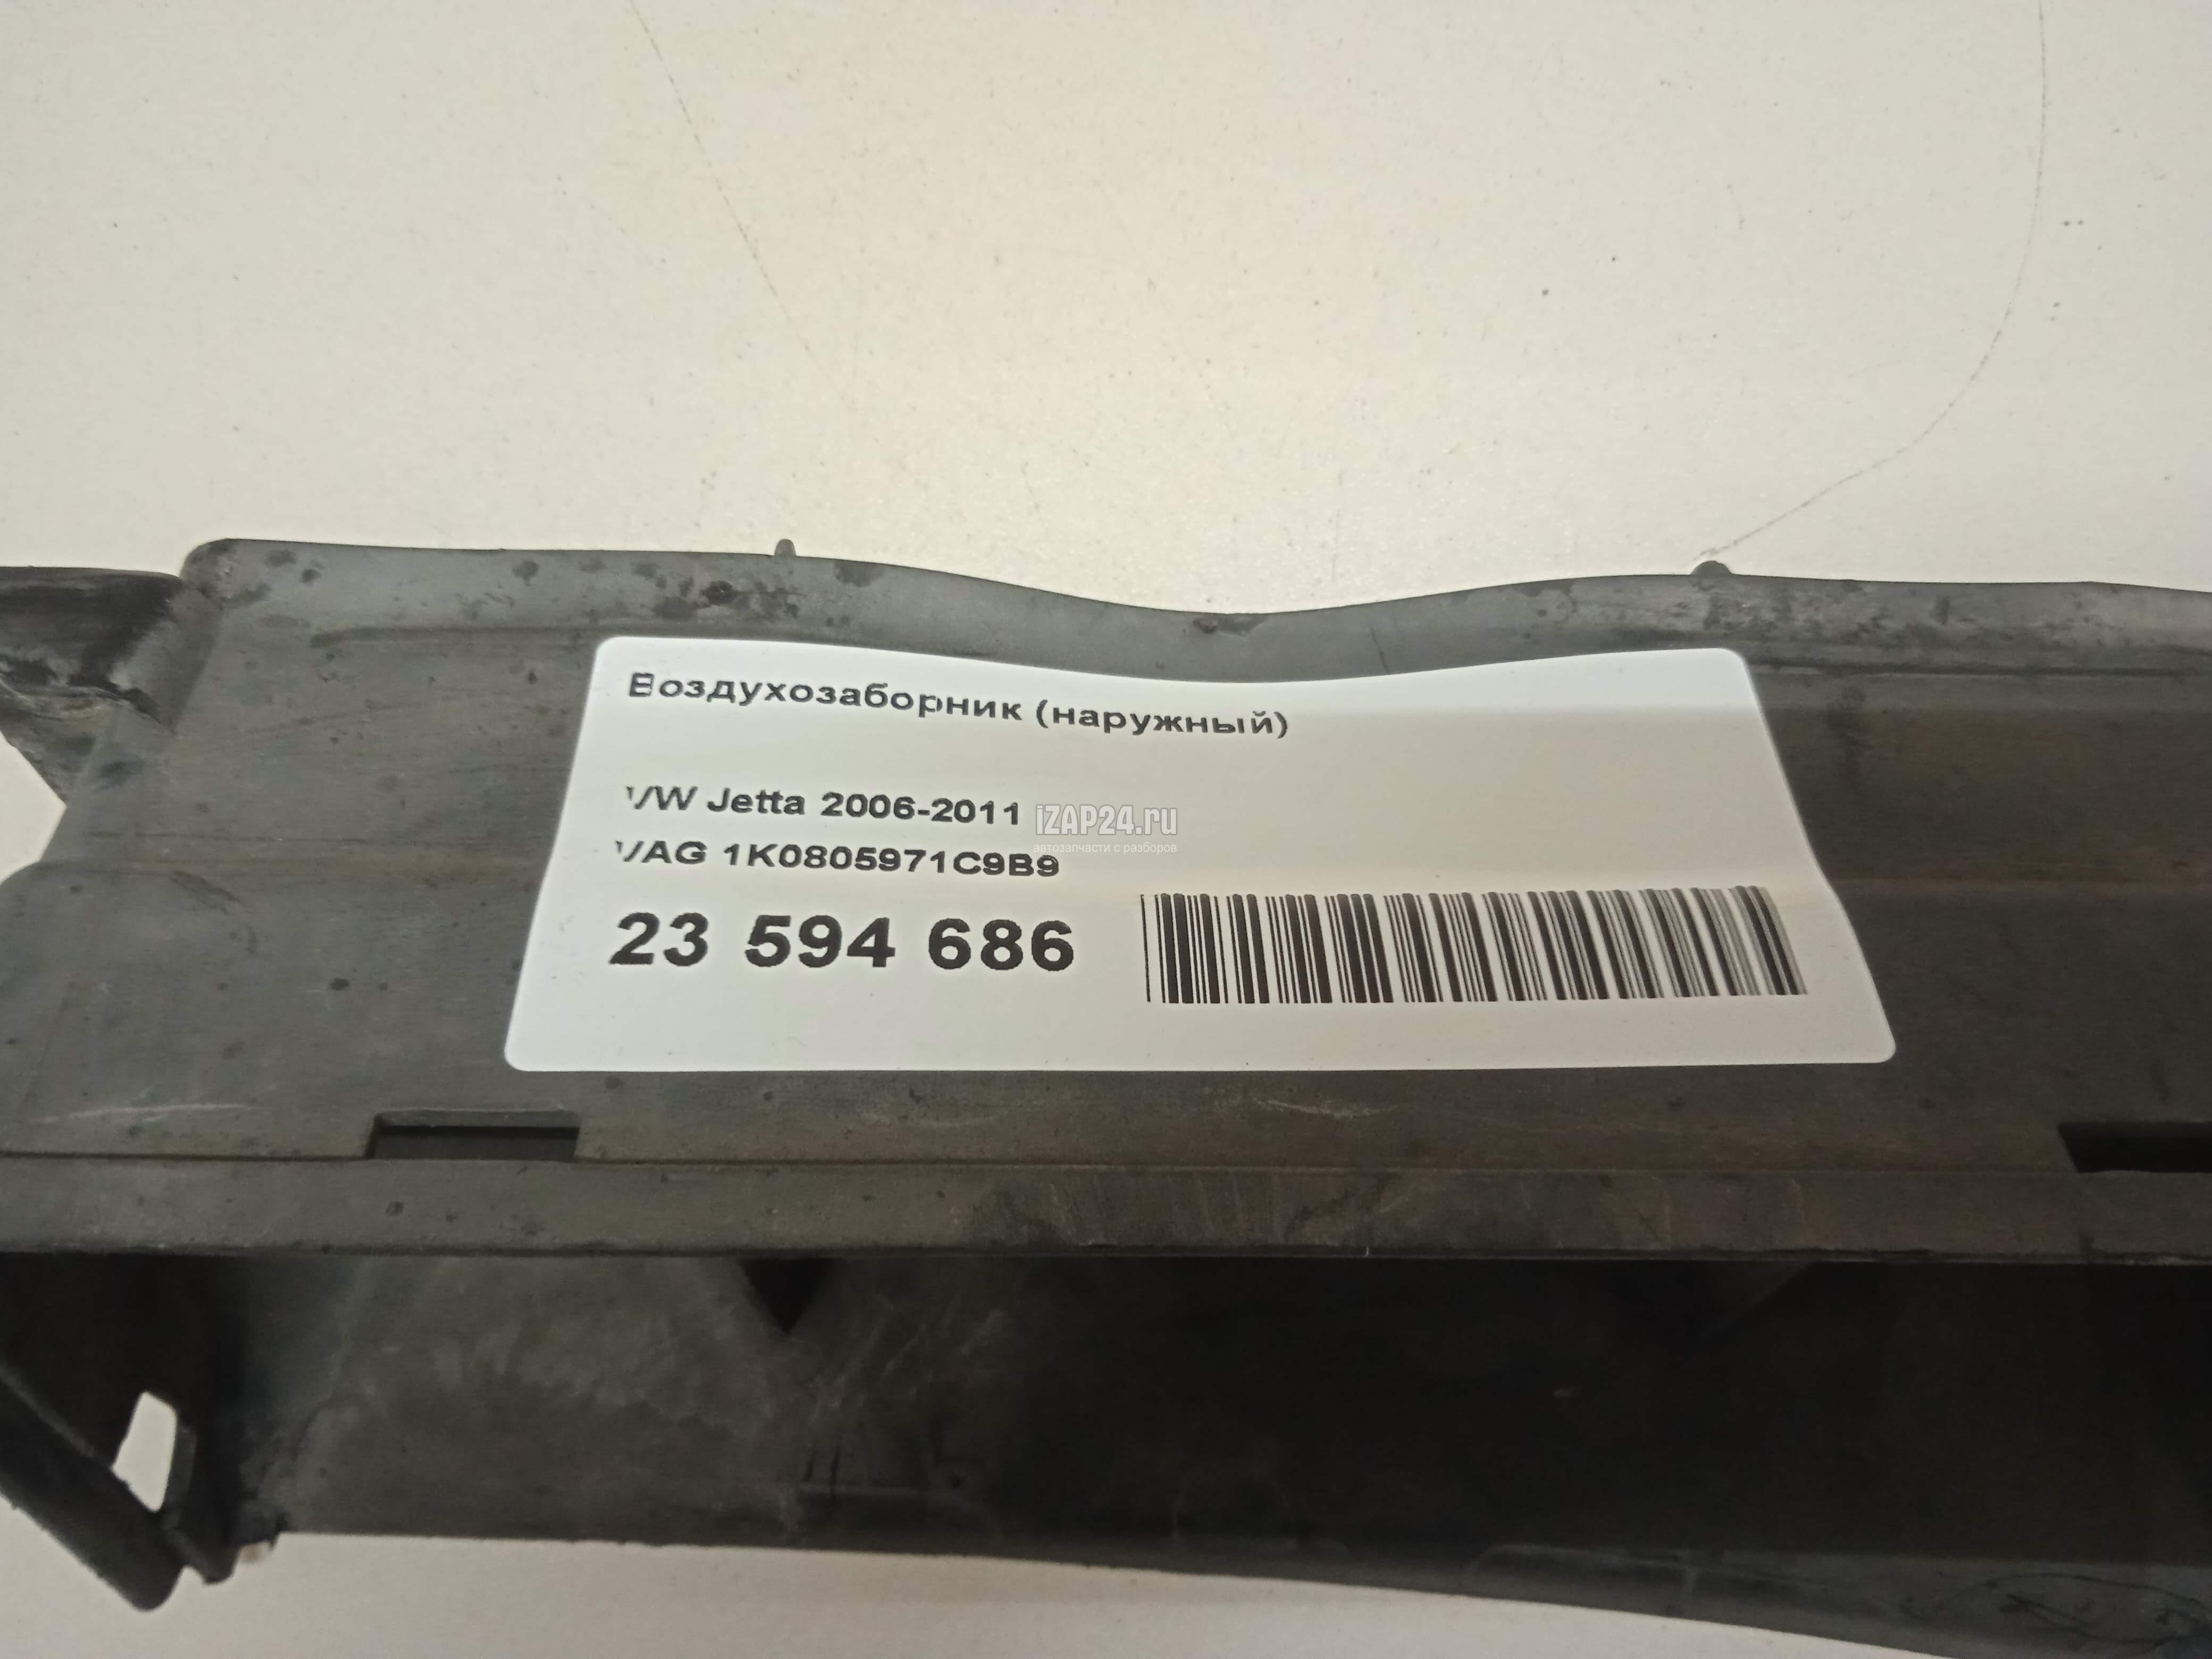 Воздухозаборник (наружный)
VW Jetta 2006-2011
iZAP24.ru
автозапчасти с разборов
VAG 1K0805971C9B9
23 594 686